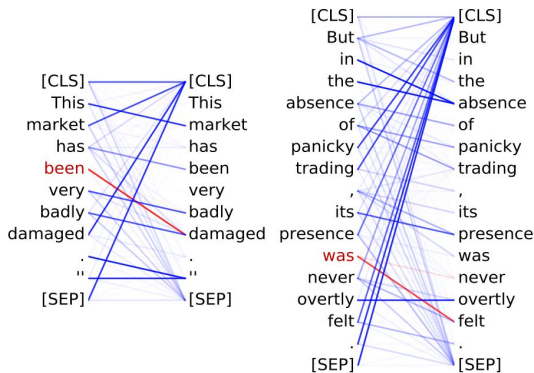 [CLS]
This
market
has
been
very
badly
damaged
.
''
[SEP]
[CLS]
This
market
has
been
very
badly
damaged
.
''
[SEP]
[CLS]
But
in
the
absence
of
panicky
trading
,
its
presence
was
never
overtly
felt
.
[SEP]
[CLS]
But
in
the
absence
of
panicky
trading
,
its
presence
was
never
overtly
felt
.
[SEP]